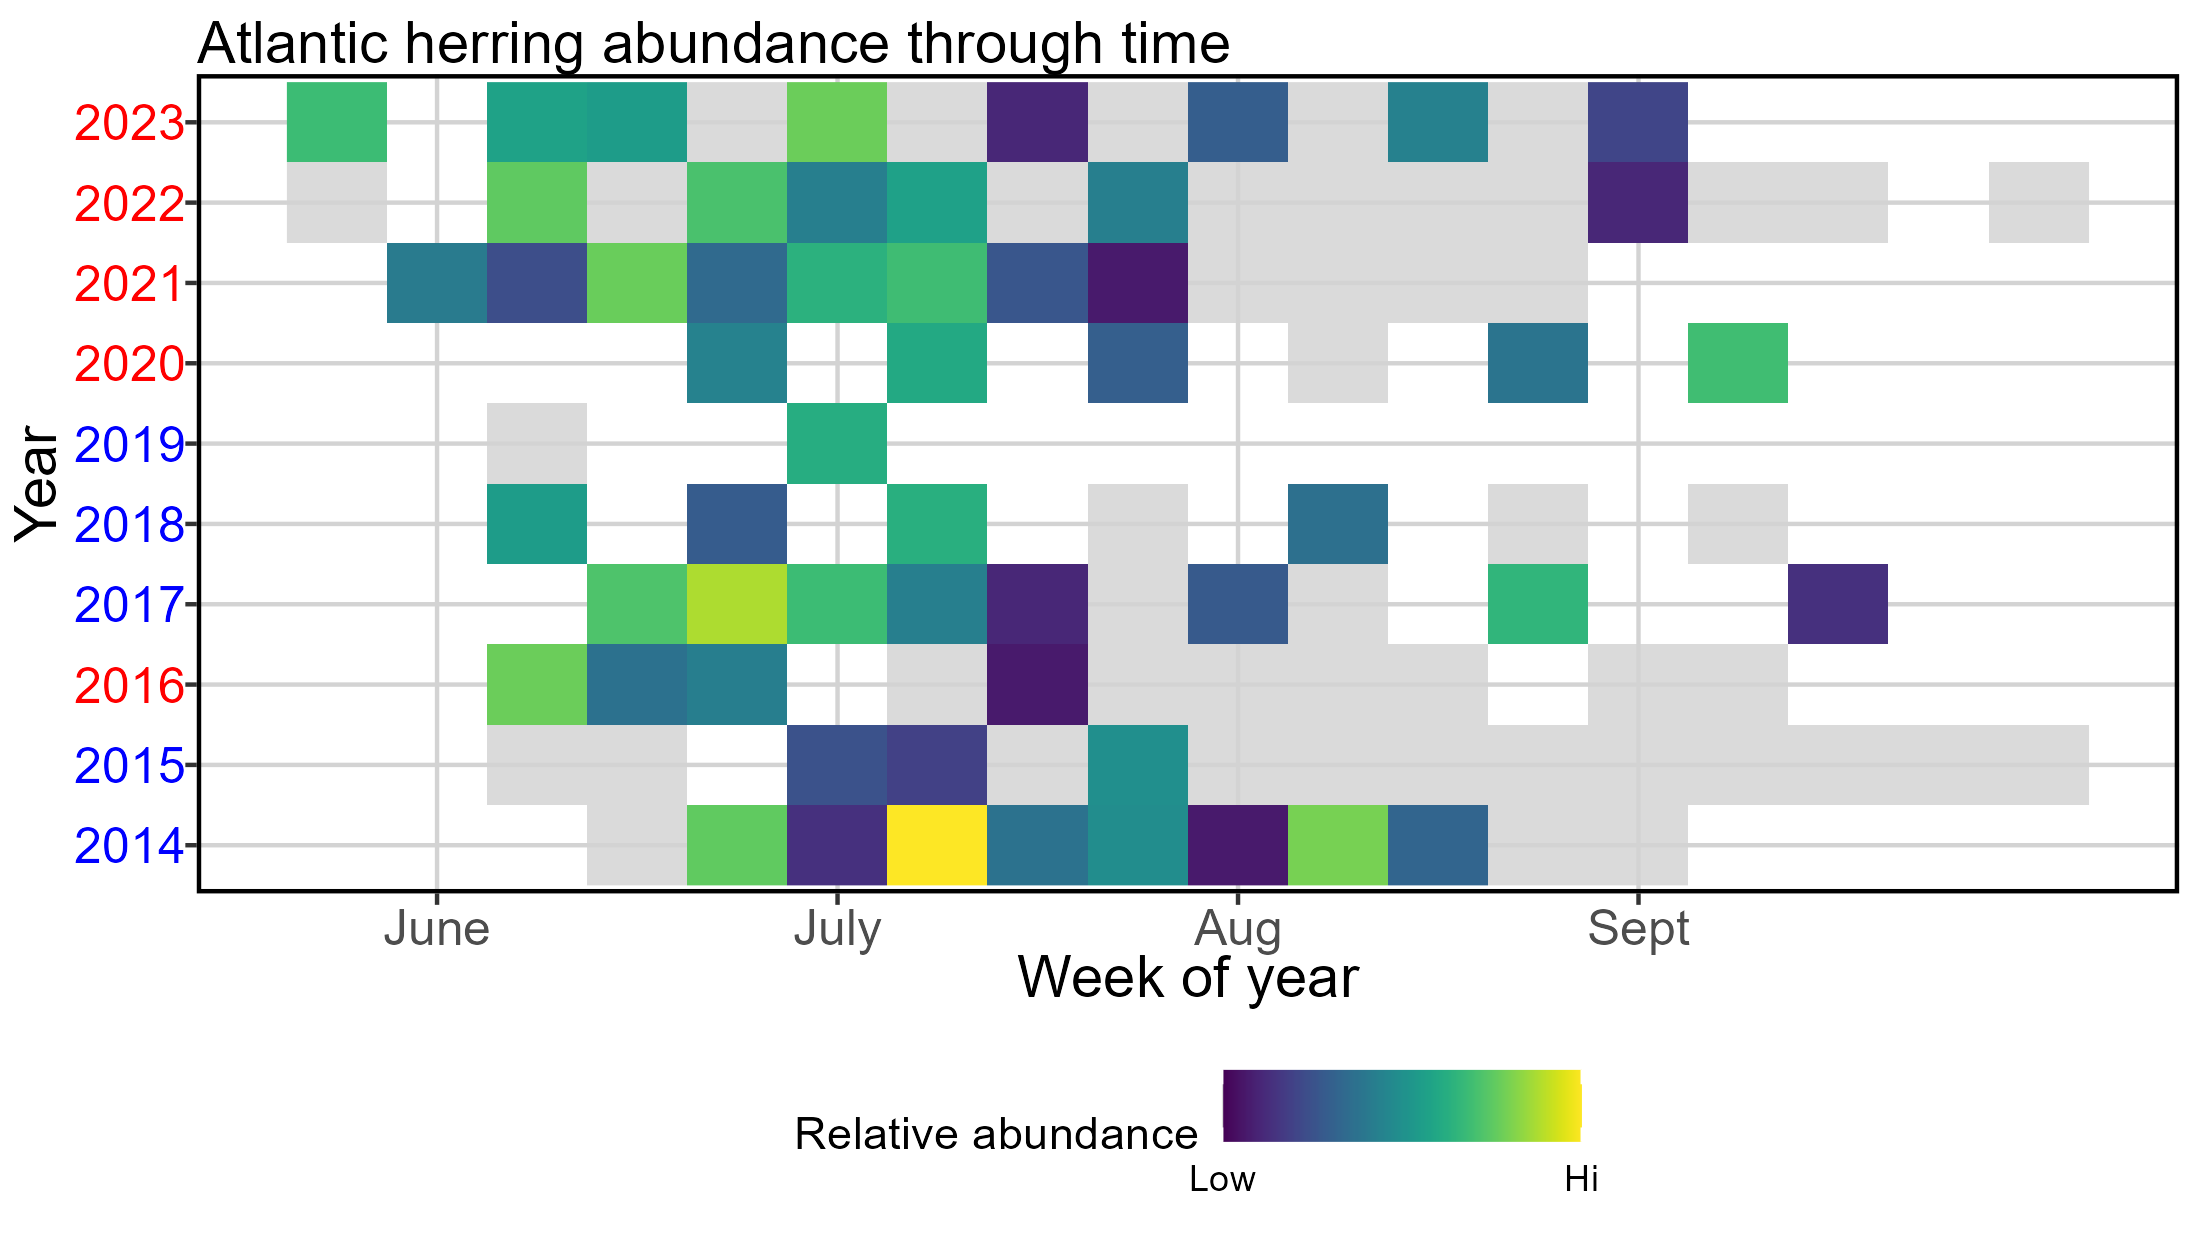 Atlantic herring abundance through time
Year
2023
2022
2021
2020
2019
2018
2017
2016
2015
2014
June July Aug Sept
Week of year
Relative abundance
Low Hi